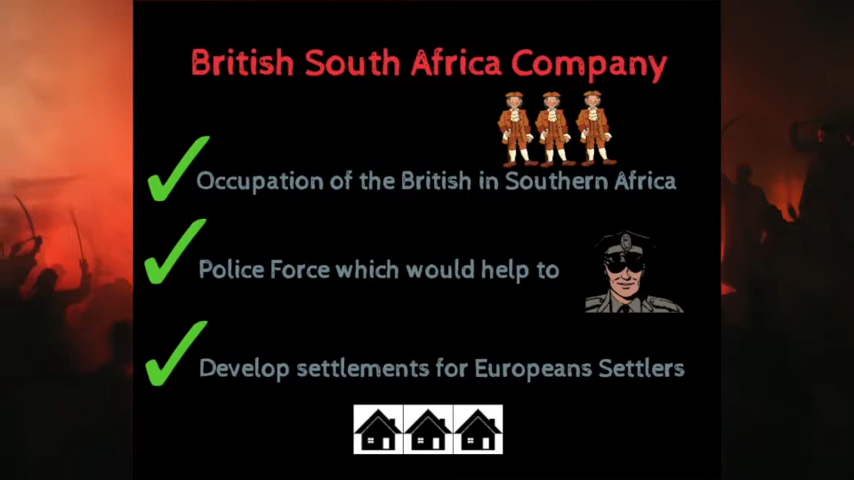 British South Africa Company
Occupation of the British in Southern Africa
Police Force which would help to
Develop settlements for Europeans Settlers